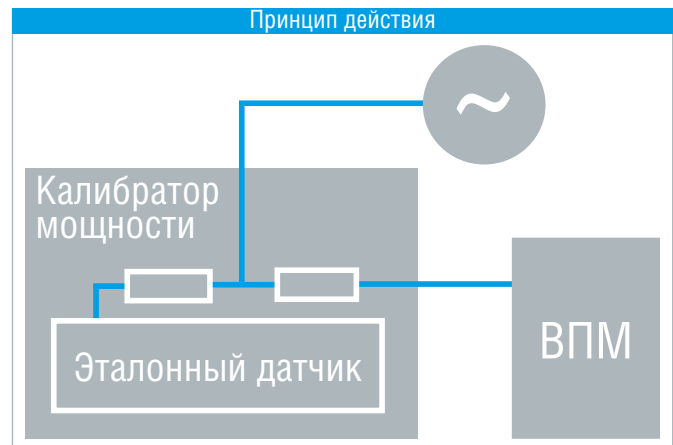 Принцип действия
~
Калибратор
мощности
Эталонный датчик
ВПМ